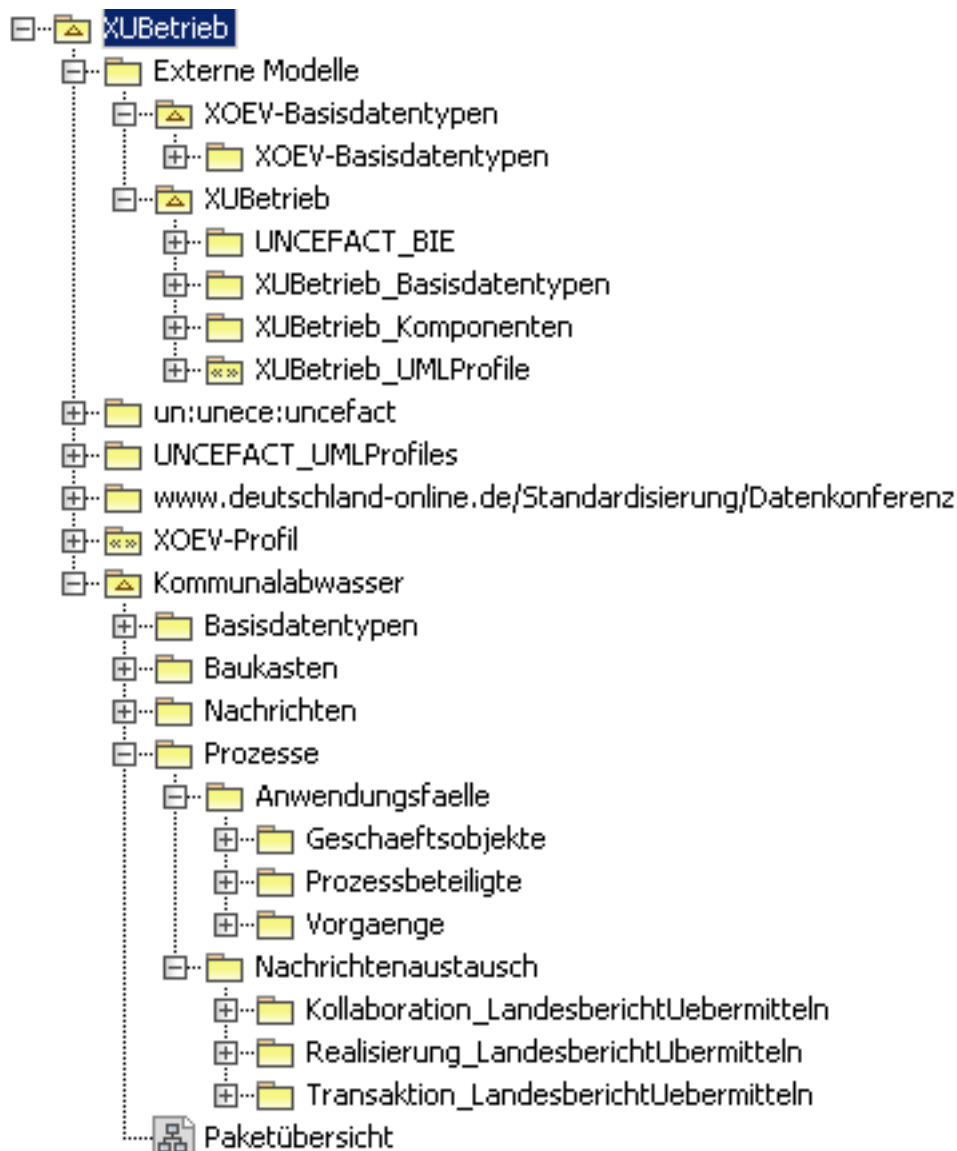 XUBetrieb
Externe Modelle
XOEV-Basisdatentypen
XOEV-Basisdatentypen
XUBetrieb
UNCEFACT_BIE
XUBetrieb_Basisdatentypen
XUBetrieb_Komponenten
XUBetrieb_UMLProfile
un:unece:uncefact
UNCEFACT_UMLProfiles
www.deutschland-online.de/Standardisierung/Datenkonferenz
XOEV-Profil
Kommunalabwasser
Basisdatentypen
Baukasten
Nachrichten
Prozesse
Anwendungsfaelle
Geschaeftsobjekte
Prozessbeteiligte
Vorgaenge
Nachrichtenaustausch
Kollaboration_LandesberichtUebermitteln
Realisierung_LandesberichtUbermitteln
Transaktion_LandesberichtUebermitteln
Paketübersicht